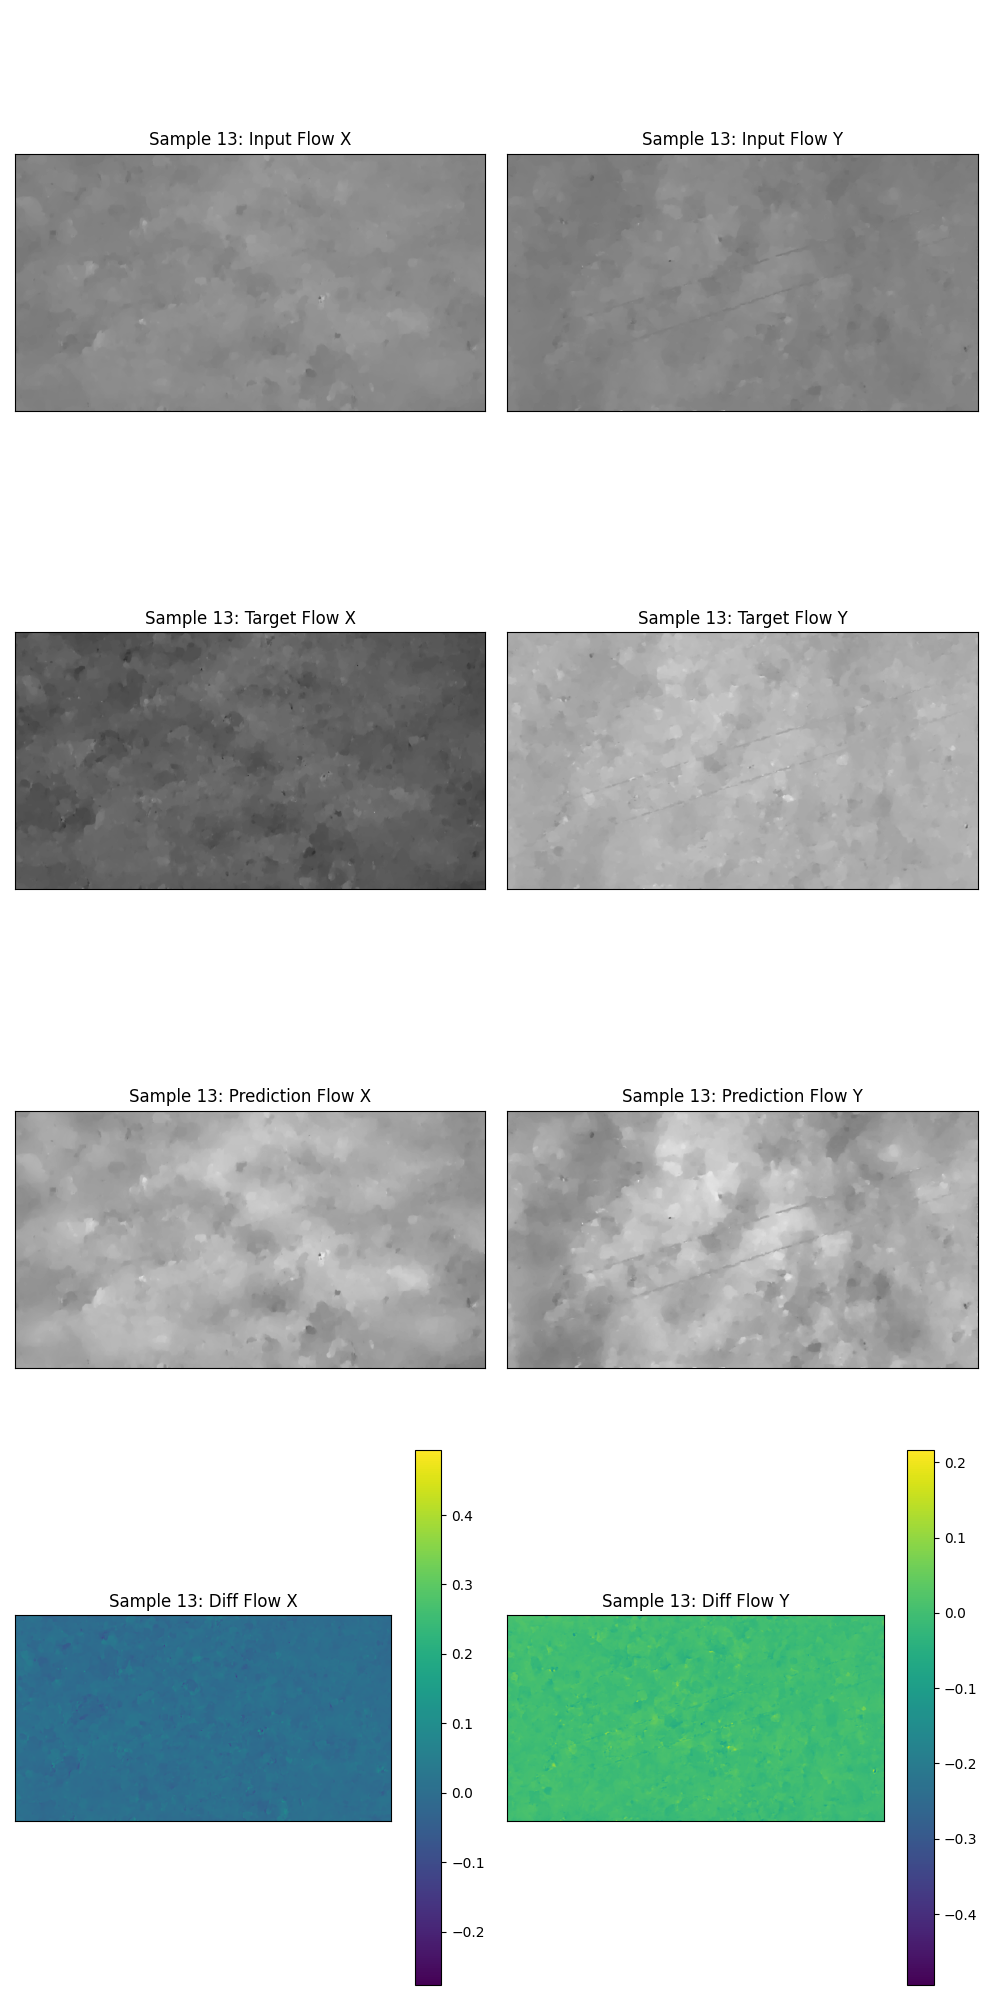 Sample 13: Input Flow X
Sample 13: Input Flow Y
Sample 13: Target Flow X
Sample 13: Target Flow Y
Sample 13: Prediction Flow X
Sample 13: Prediction Flow Y
Sample 13: Diff Flow X
0.4
0.3
0.2
0.1
0.0
−0.1
−0.2
Sample 13: Diff Flow Y
0.2
0.1
0.0
−0.1
−0.2
−0.3
−0.4